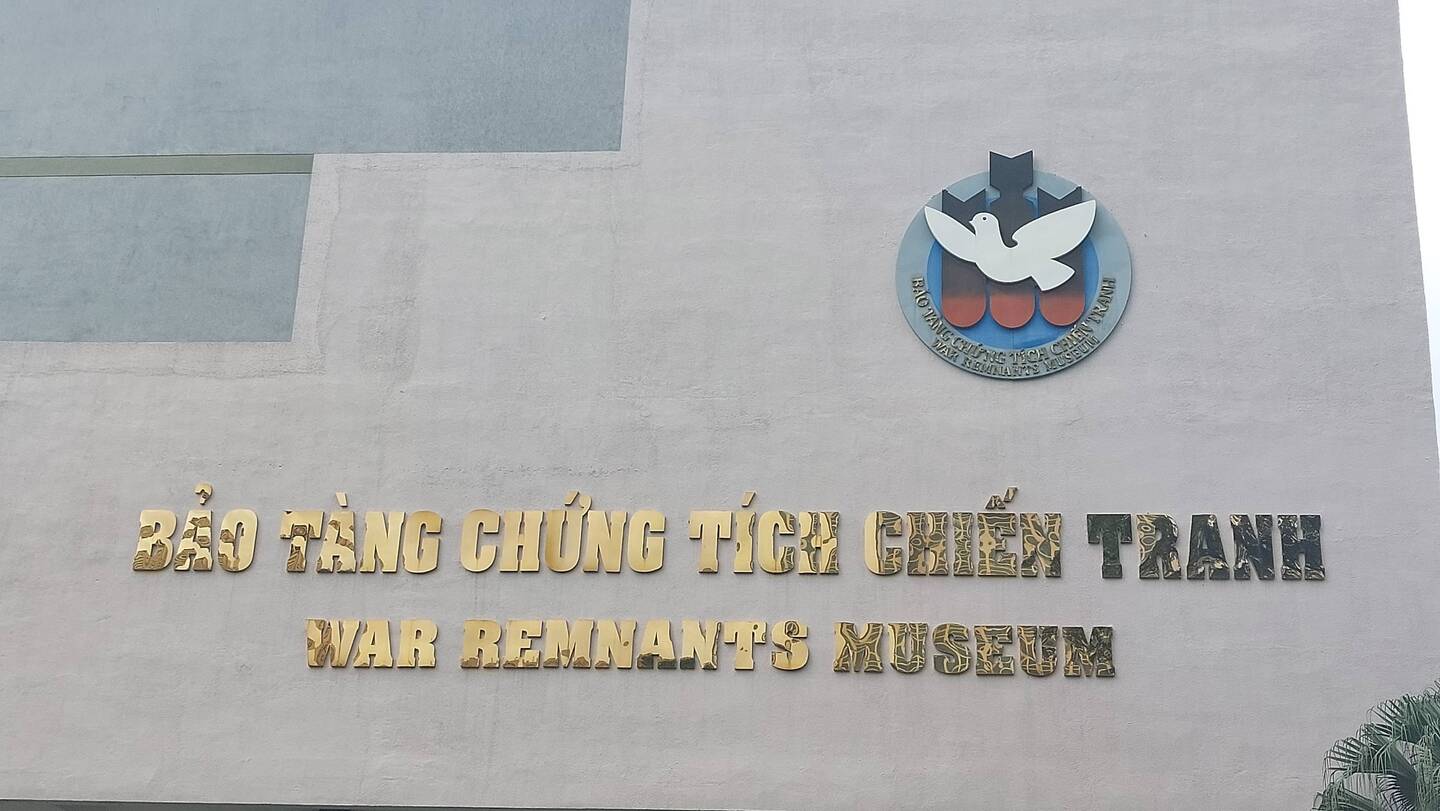 BẢO TÀNG CHỨNG TÍCH CHIẾN TRANH
WAR REMNANTS MUSEUM
BẢO TÀNG CHỨNG TÍCH CHIẾN TRANH
WAR REMNANTS MUSEUM